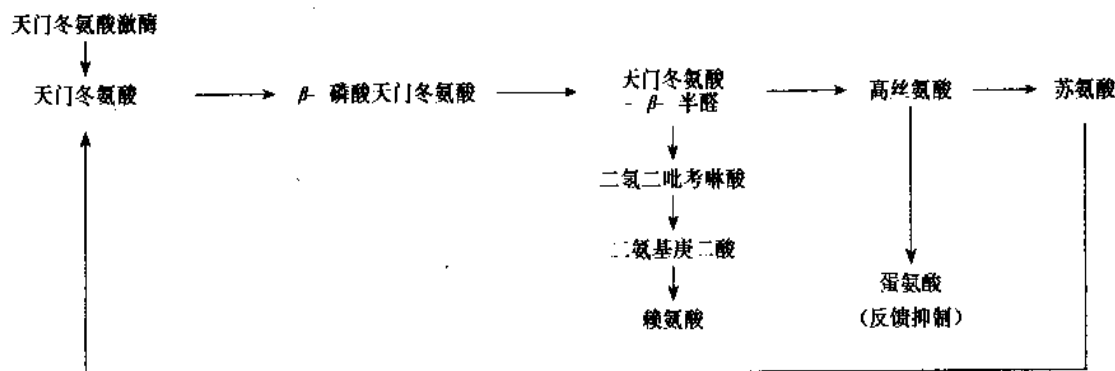 天门冬氨酸激酶
天门冬氨酸
β- 磷酸天门冬氨酸
天门冬氨酸
- β- 半醛
高丝氨酸
苏氨酸
二氢二吡考啉酸
二氨基庚二酸
赖氨酸
蛋氨酸
(反馈抑制)